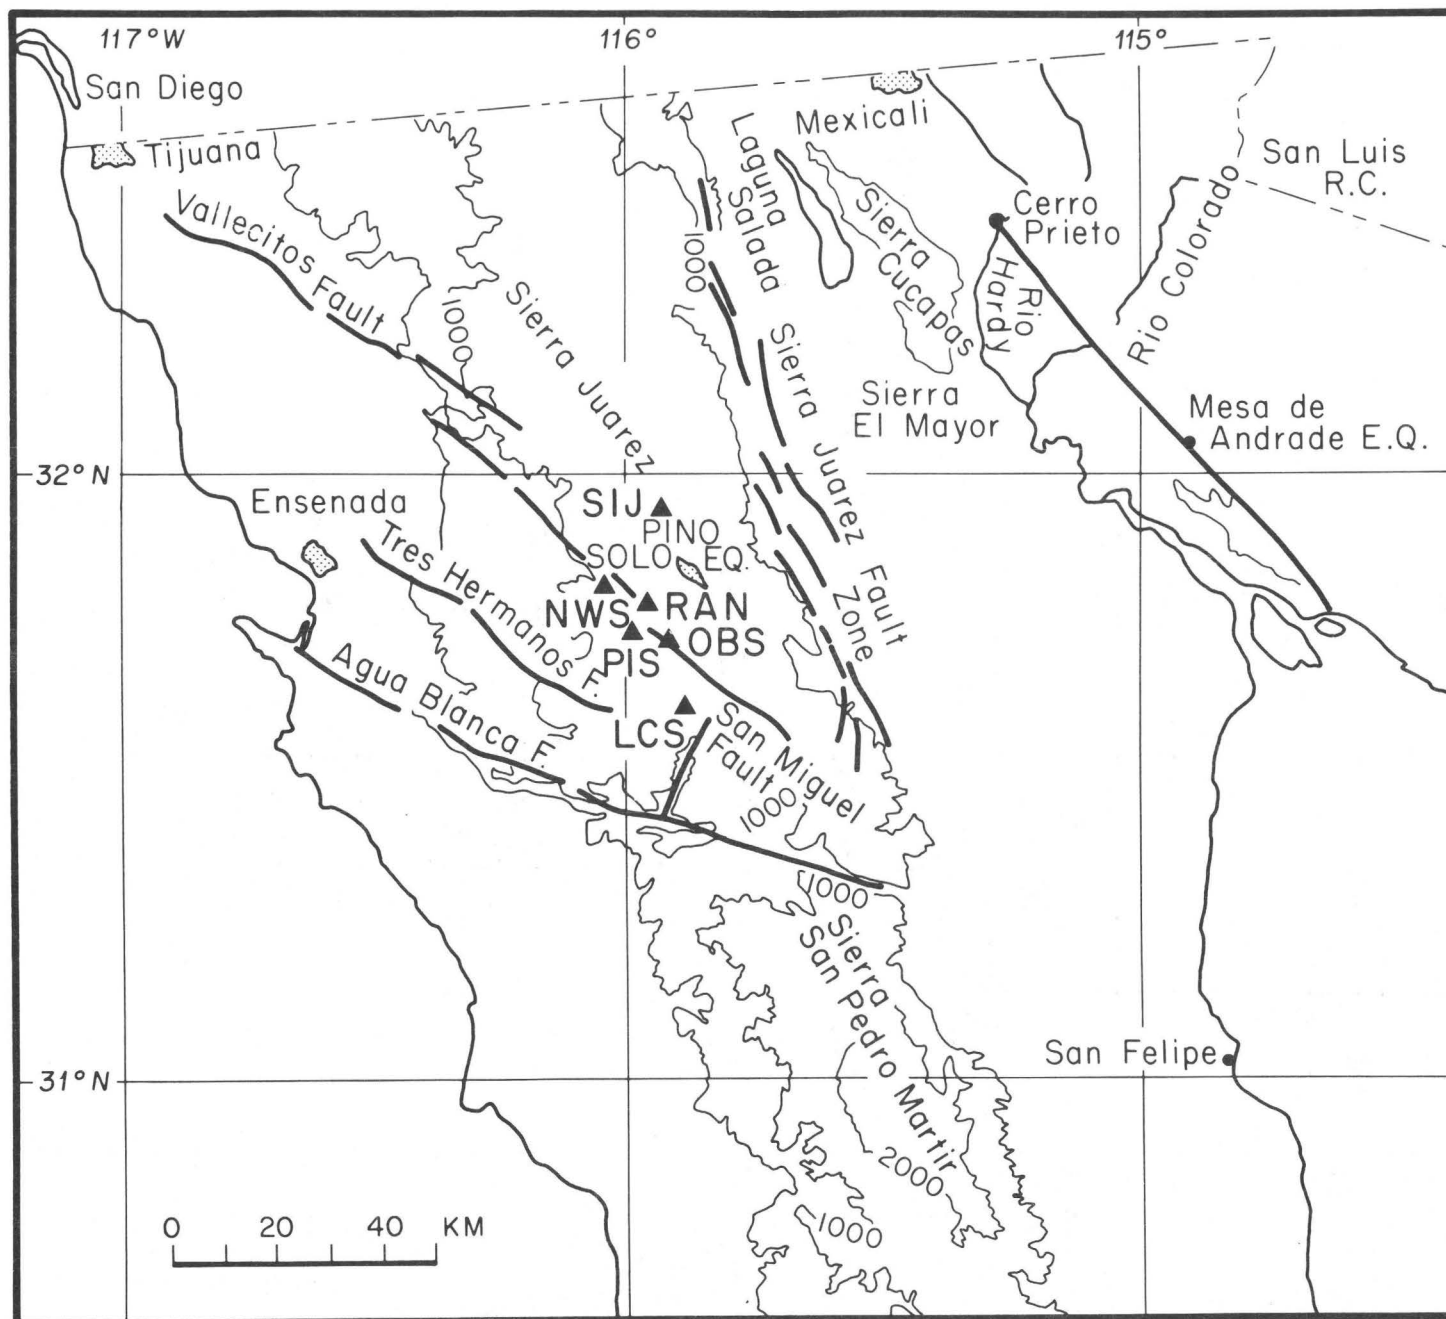 117°W
116°
115°
San Diego
Tijuana
Mexicali
San Luis
R.C.
Vallecitos Fault
Laguna
Salada
Sierra
Cucapas
Cerro
Prieto
Rio
Hardy
Rio Colorado
1000
1000
Sierra Juarez
Sierra Juarez Fault
Zone
Sierra
El Mayor
Mesa de
Andrade E.Q.
32°N
Ensenada
SIJ
PINO
SOLO EQ.
Tres Hermanos F.
NWS
RAN
PIS
OBS
Agua Blanca F.
LCS
San Miguel
Fault
1000
1000
Sierra
San Pedro Martir
San Felipe
31°N
2000
1000
0 20 40 KM